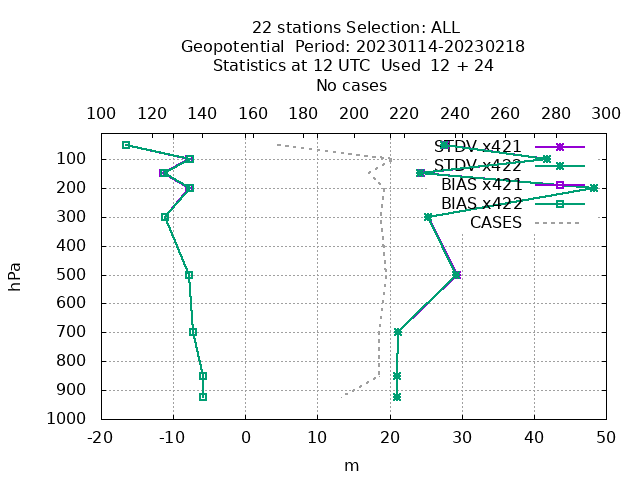 22 stations Selection: ALL
Geopotential  Period: 20230114-20230218
Statistics at 12 UTC  Used  12 + 24
No cases
100 120 140 160 180 200 220 240 260 280 300
STDV x421
STDV x422
BIAS x421
BIAS x422
CASES
100
200
300
400
500
600
700
800
900
1000
hPa
-20 -10 0 10 20 30 40 50
m